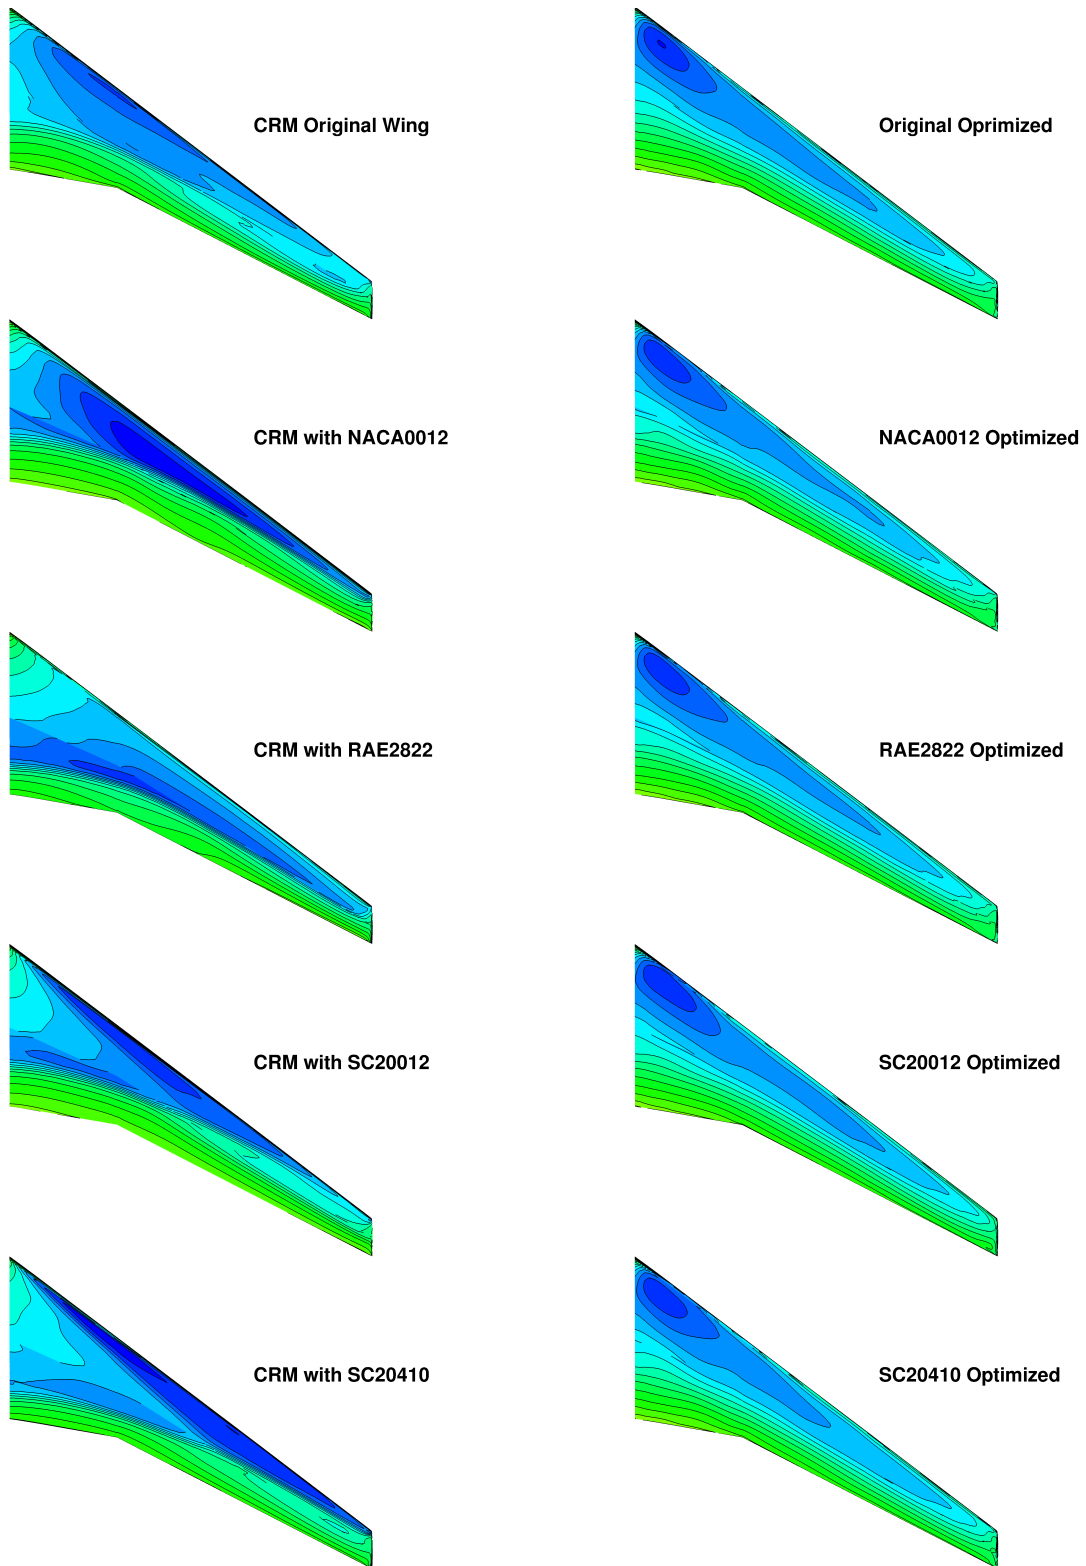 CRM Original Wing
Original Oprimized
CRM with NACA0012
NACA0012 Optimized
CRM with RAE2822
RAE2822 Optimized
CRM with SC20012
SC20012 Optimized
CRM with SC20410
SC20410 Optimized